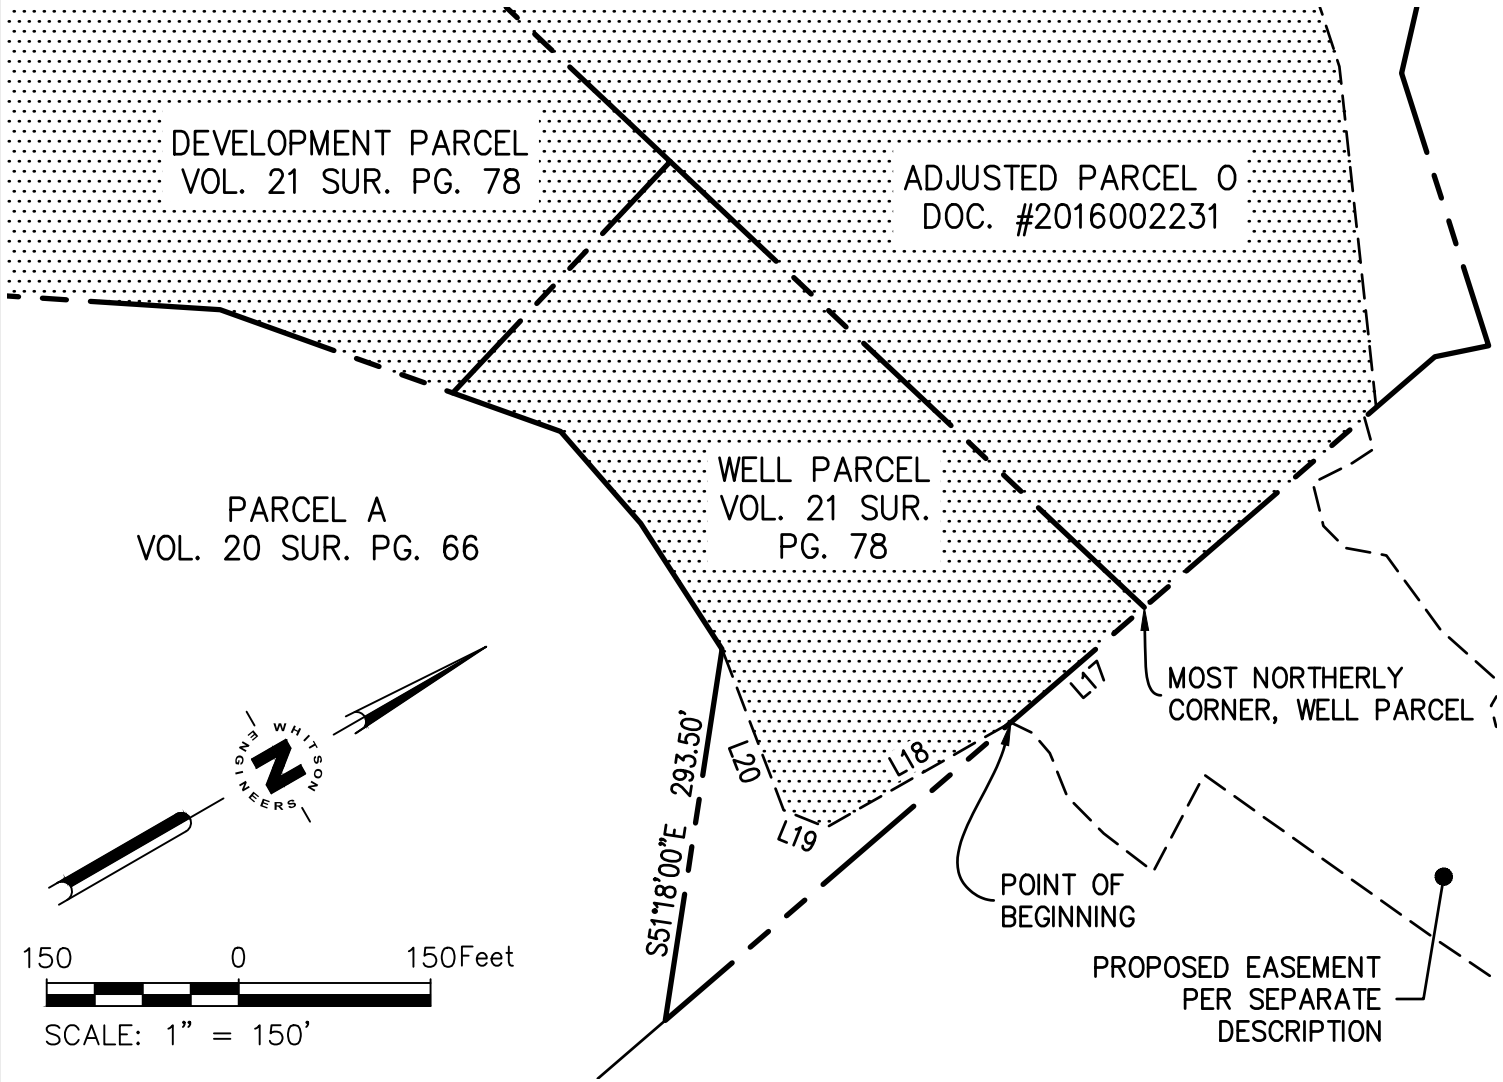 DEVELOPMENT PARCEL
VOL. 21 SUR. PG. 78
ADJUSTED PARCEL O
DOC. #2016002231
WELL PARCEL
VOL. 21 SUR.
PG. 78
PARCEL A
VOL. 20 SUR. PG. 66
L17
MOST NORTHERLY
CORNER, WELL PARCEL
L18
L20
L19
S51°18'00"E 293.50'
WHITSON
ENGINEERS
N
POINT OF
BEGINNING
PROPOSED EASEMENT
PER SEPARATE
DESCRIPTION
150 0 150Feet
SCALE: 1" = 150'